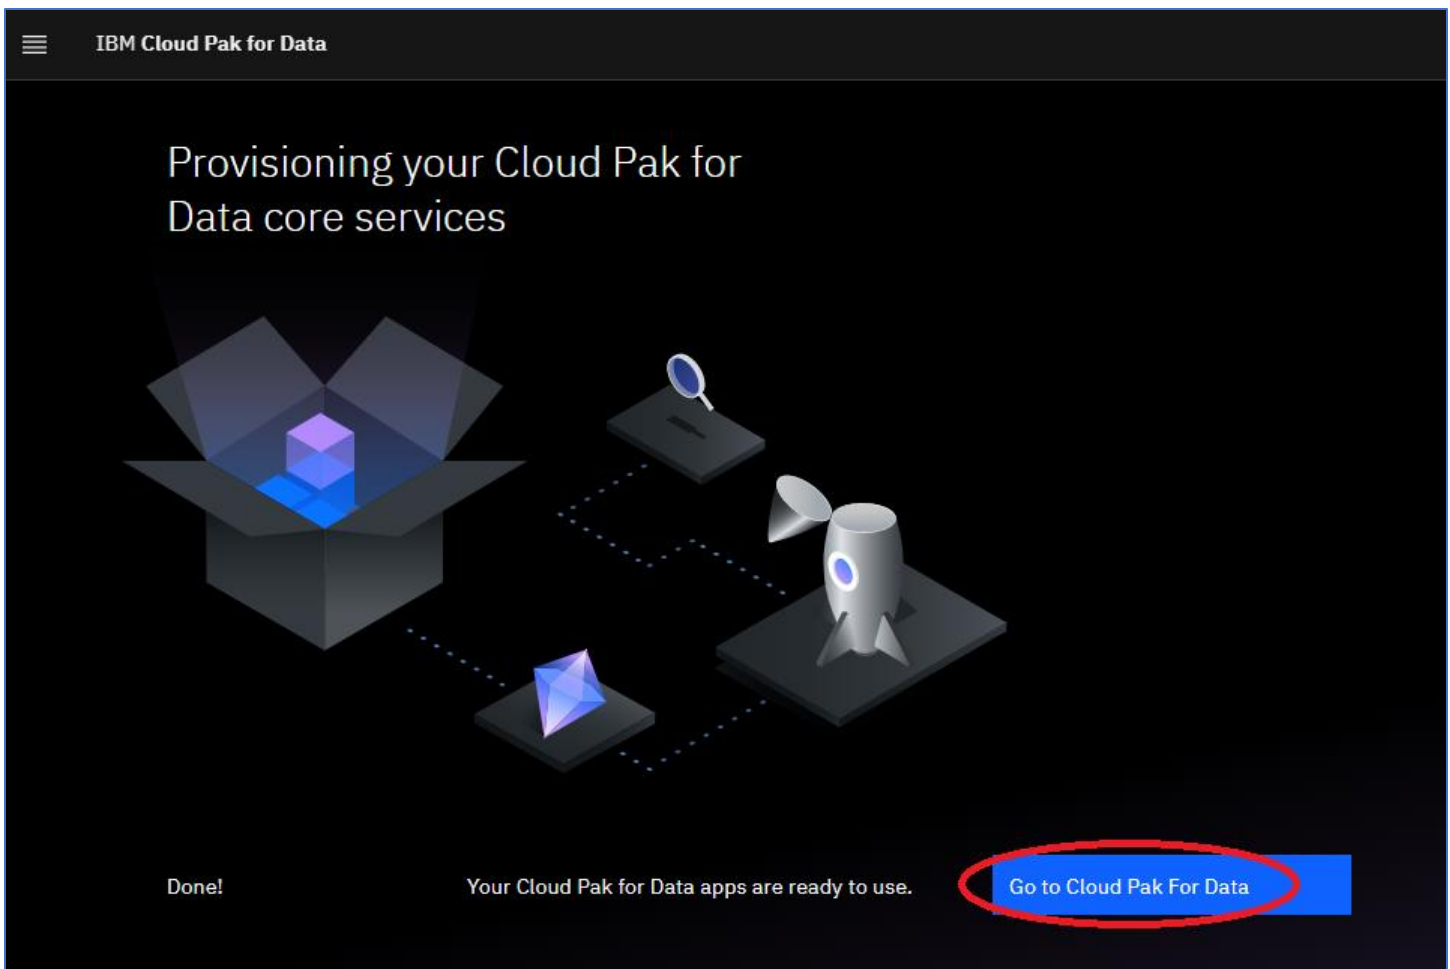 IBM Cloud Pak for Data
Provisioning your Cloud Pak for
Data core services
Done!
Your Cloud Pak for Data apps are ready to use.
Go to Cloud Pak For Data